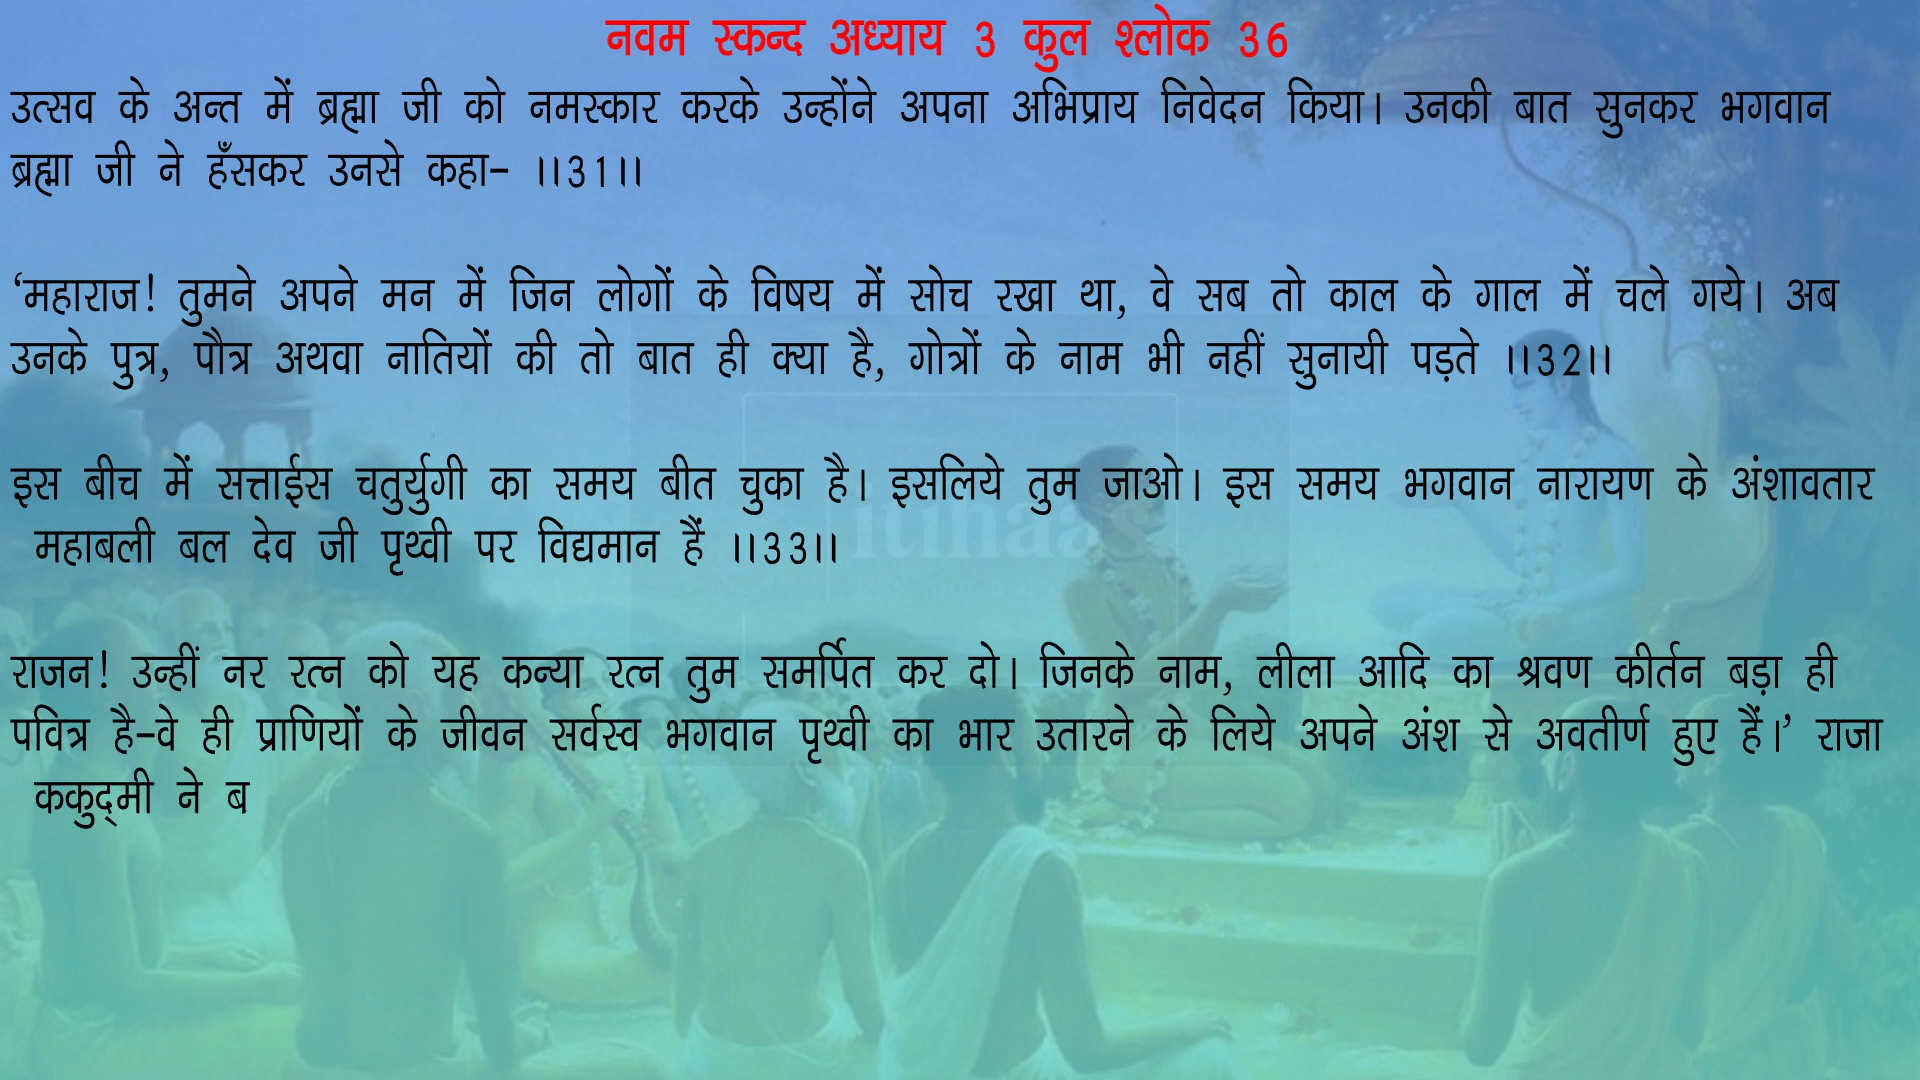 नवम स्कन्द अध्याय 3 कुल श्लोक 36
उत्सव के अन्त में ब्रह्मा जी को नमस्कार करके उन्होंने अपना अभिप्राय निवेदन किया। उनकी बात सुनकर भगवान
ब्रह्मा जी ने हँसकर उनसे कहा- ।।31।।
‘महाराज! तुमने अपने मन में जिन लोगों के विषय में सोच रखा था, वे सब तो काल के गाल में चले गये। अब
उनके पुत्र, पौत्र अथवा नातियों की तो बात ही क्या है, गोत्रों के नाम भी नहीं सुनायी पड़ते ।।32।।
इस बीच में सत्ताईस चतुर्युगी का समय बीत चुका है। इसलिये तुम जाओ। इस समय भगवान नारायण के अंशावतार
महाबली बल देव जी पृथ्वी पर विद्यमान हैं ।।33।।
राजन! उन्हीं नर रत्न को यह कन्या रत्न तुम समर्पित कर दो। जिनके नाम, लीला आदि का श्रवण कीर्तन बड़ा ही
पवित्र है-वे ही प्राणियों के जीवन सर्वस्व भगवान पृथ्वी का भार उतारने के लिये अपने अंश से अवतीर्ण हुए हैं।’ राजा
ककुद्मी ने ब